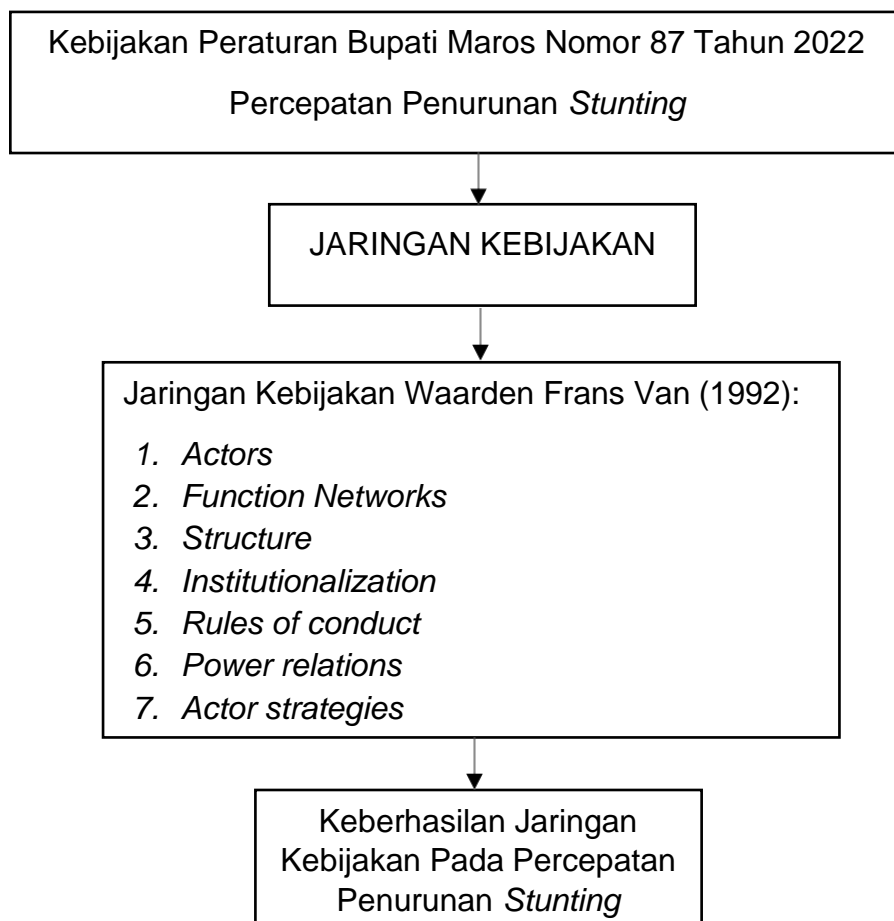 Kebijakan Peraturan Bupati Maros Nomor 87 Tahun 2022
Percepatan Penurunan Stunting
JARINGAN KEBIJAKAN
Jaringan Kebijakan Waarden Frans Van (1992):
1. Actors
2. Function Networks
3. Structure
4. Institutionalization
5. Rules of conduct
6. Power relations
7. Actor strategies
Keberhasilan Jaringan
Kebijakan Pada Percepatan
Penurunan Stunting